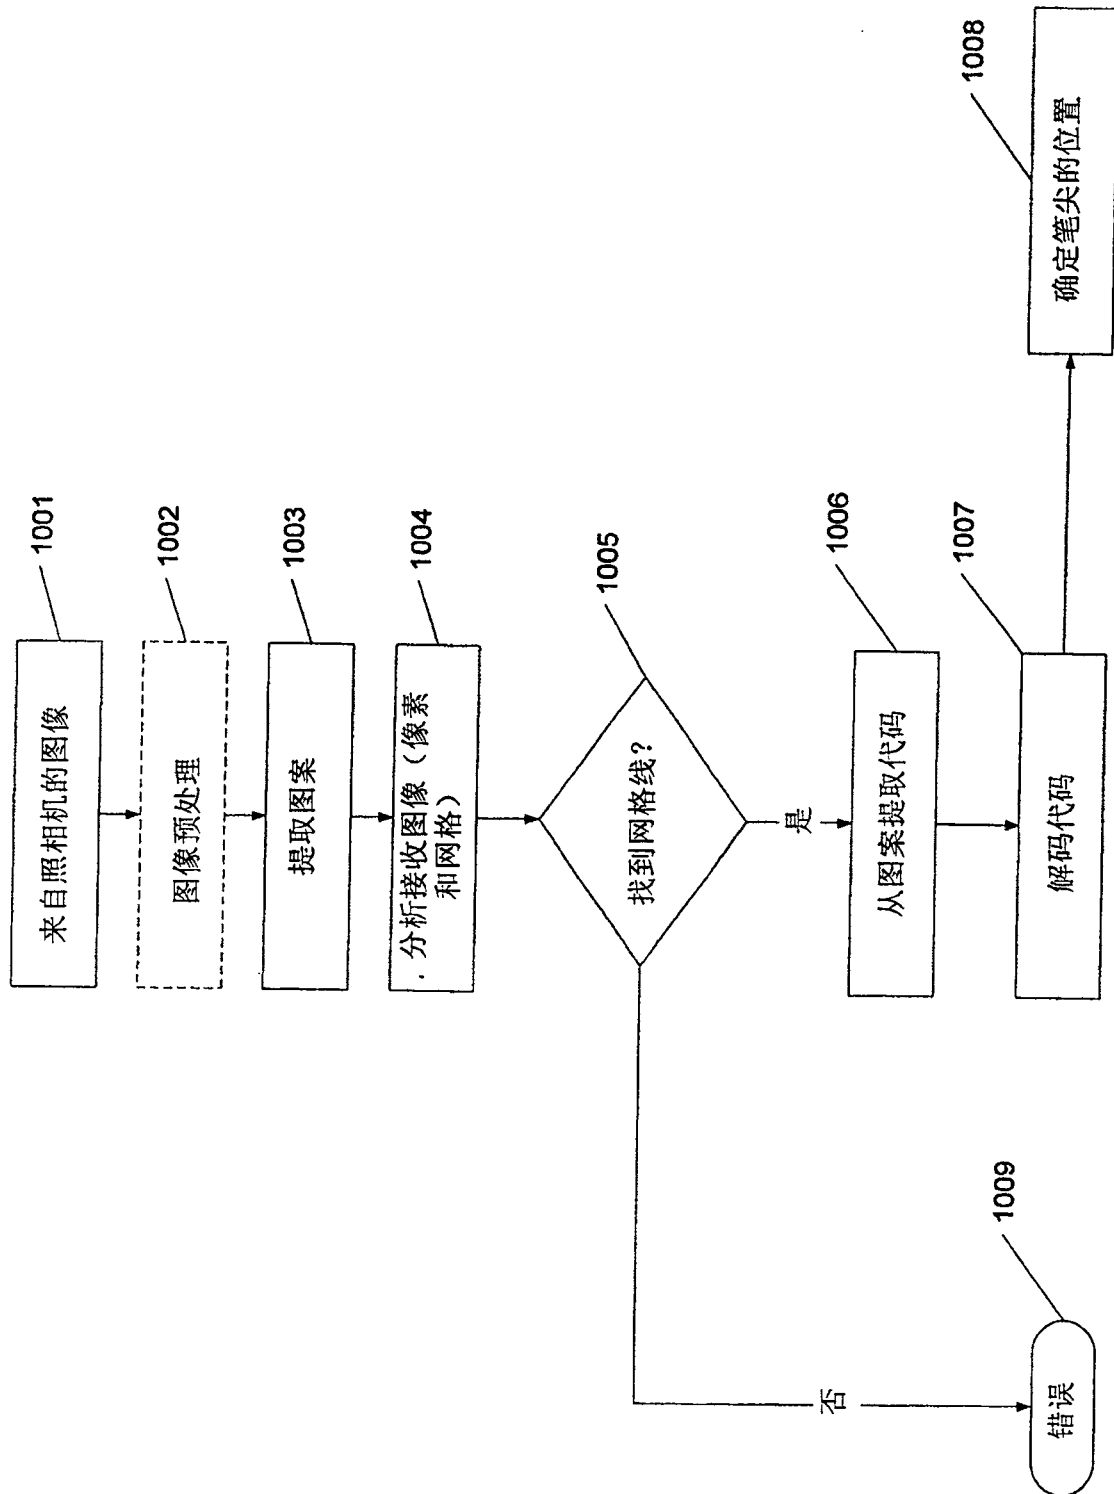 来自照相机的图像
1001
图像预处理
1002
提取图案
1003
分析接收图像（像素
和网格）
1004
找到网格线？
1005
是
否
从图案提取代码
1006
解码代码
1007
确定笔尖的位置
1008
错误
1009